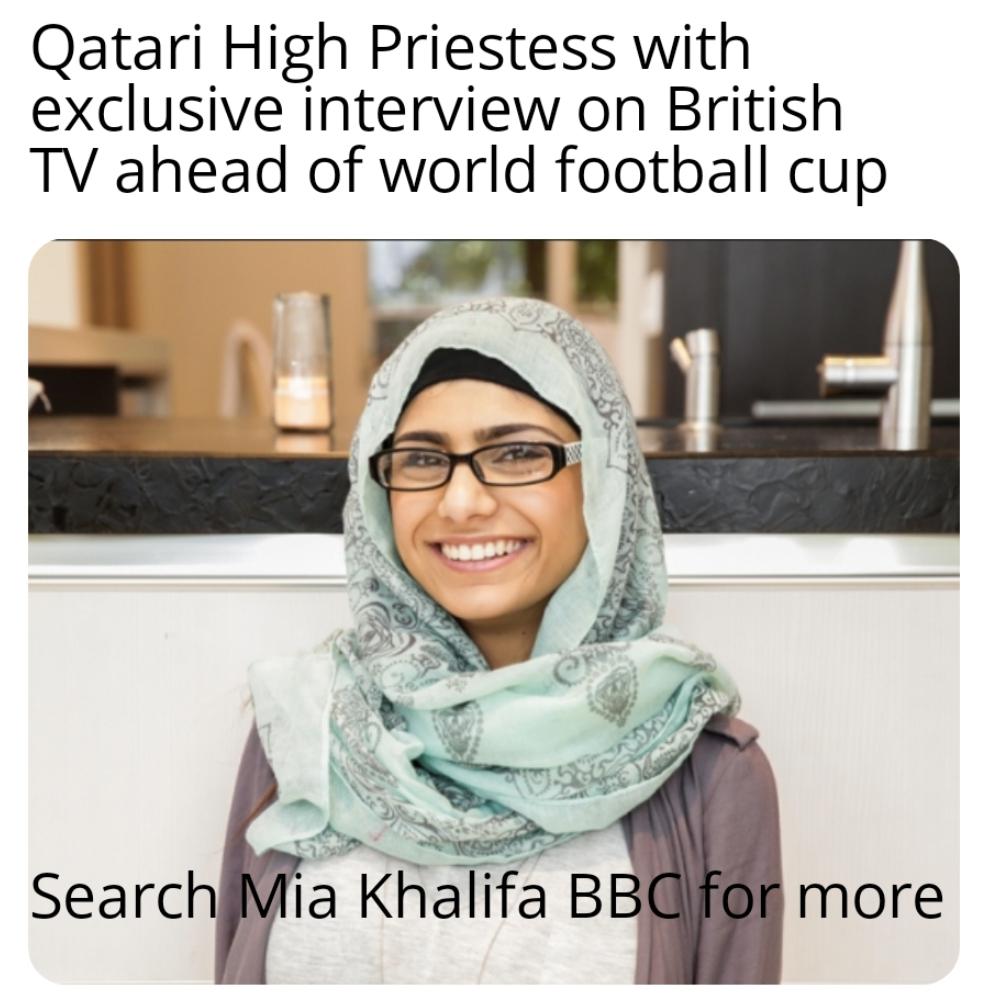 Qatari High Priestess with
exclusive interview on British
TV ahead of world football cup
Search Mia Khalifa BBC for more